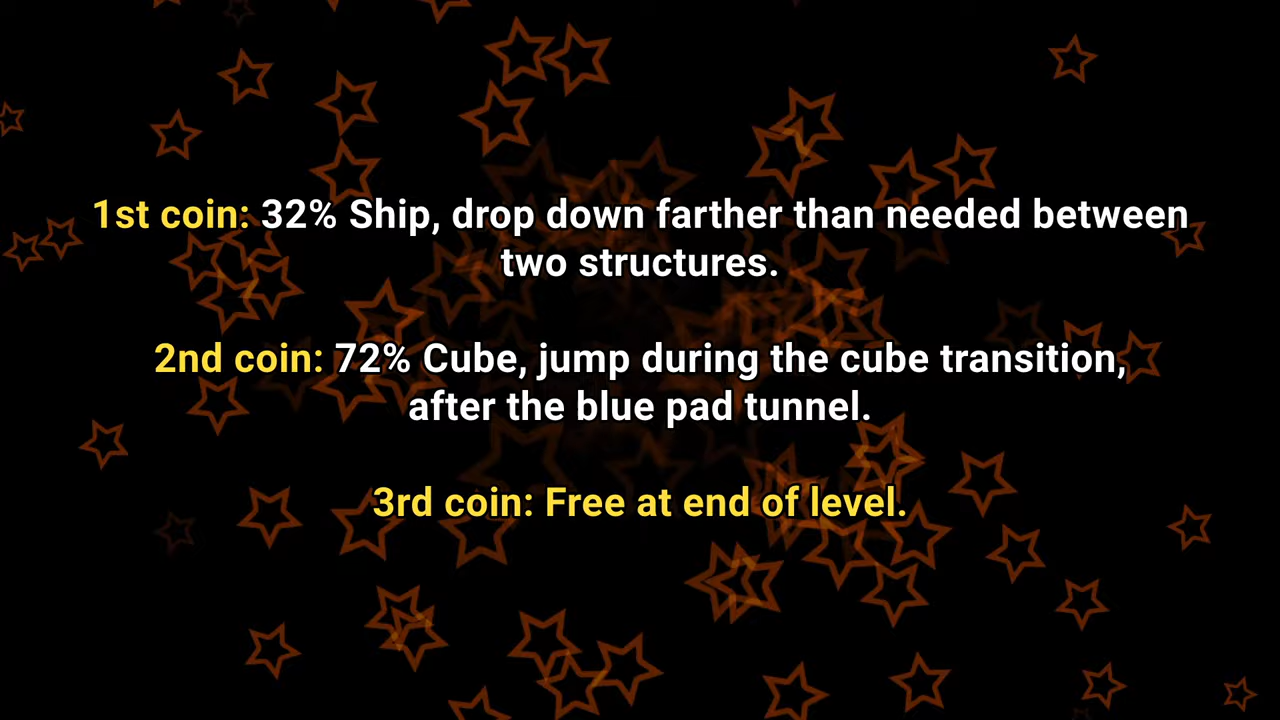 1st coin: 32% Ship, drop down farther than needed between
two structures.
2nd coin: 72% Cube, jump during the cube transition,
after the blue pad tunnel.
3rd coin: Free at end of level.